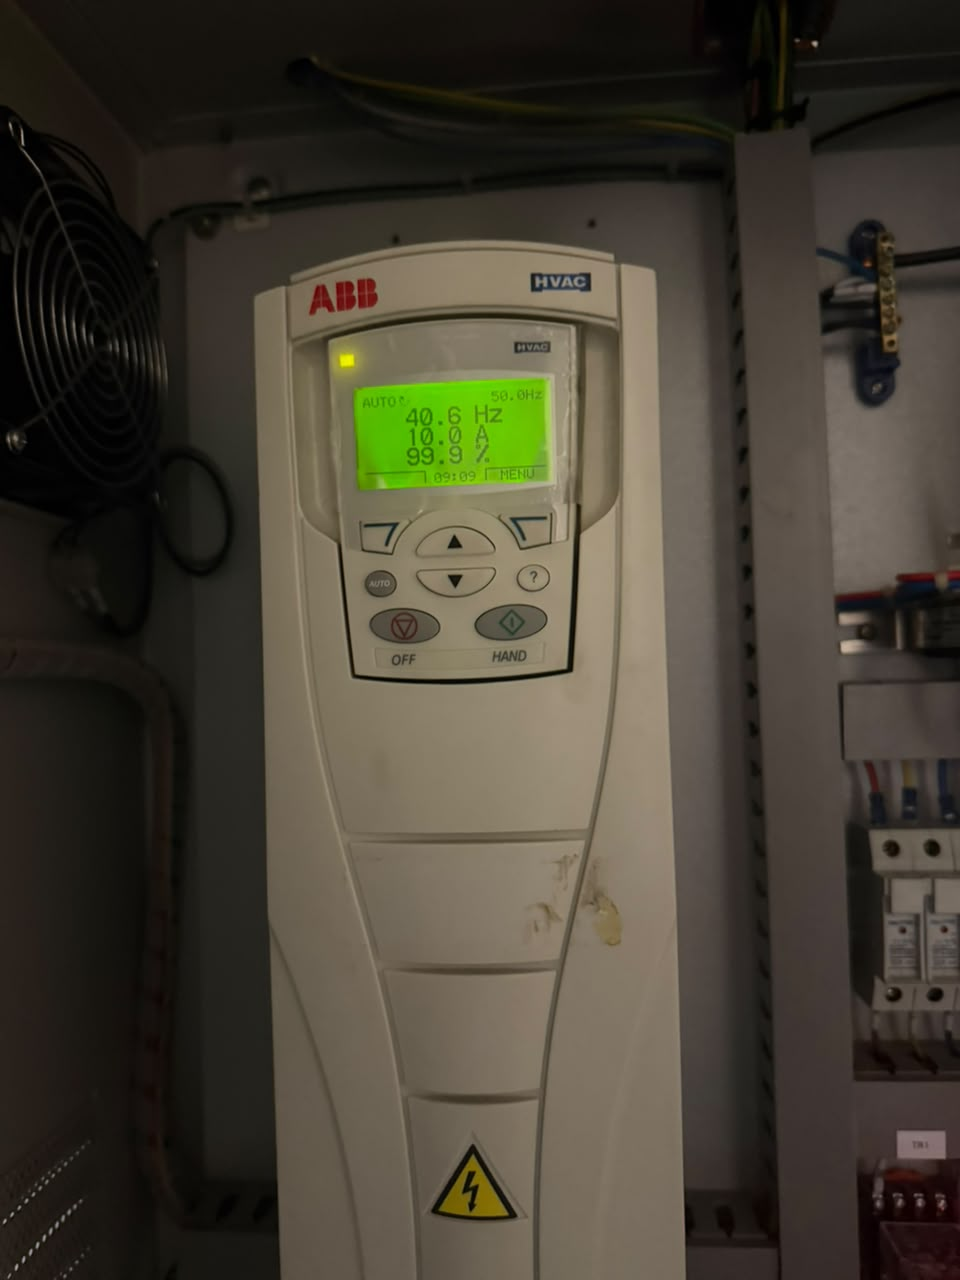 ABB
HVAC
HVAC
AUTO 50.0Hz
40.6 Hz
10.0 A
99.9 %
09:09 MENU
AUTO
?
OFF HAND